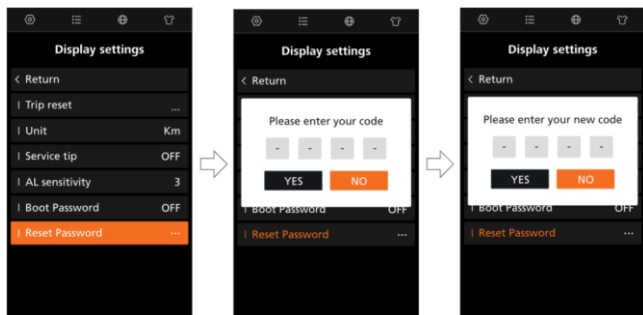 Display settings
< Return
Trip reset ...
Unit Km
Service tip OFF
AL sensitivity 3
Boot Password OFF
Reset Password ...
Display settings
< Return
Please enter your code
- - - -
YES NO
Boot Password OFF
Reset Password ...
Display settings
< Return
Please enter your new code
- - - -
YES NO
Boot Password OFF
Reset Password ...